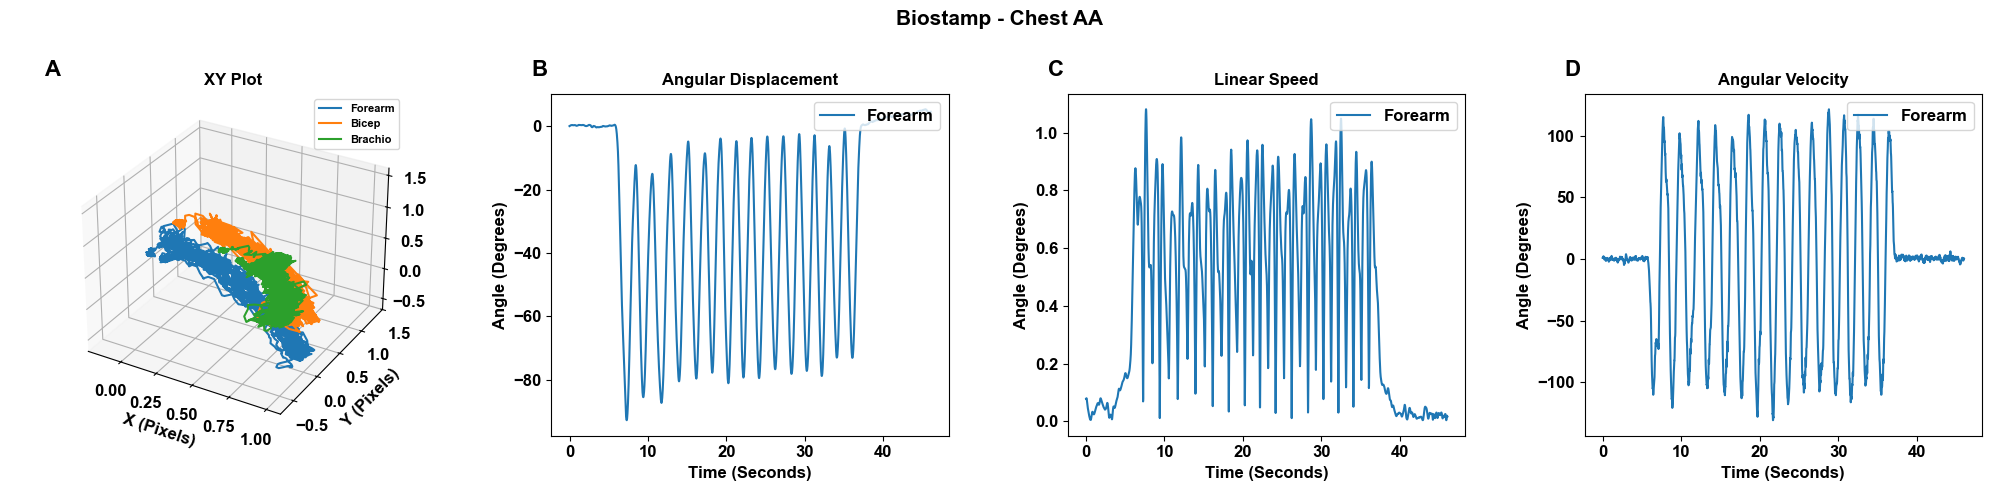 Biostamp - Chest AA
A
XY Plot
Forearm
Bicep
Brachio
1.5
1.0
0.5
0.0
−0.5
1.5
1.0
0.5
0.0
−0.5
0.00
0.25
0.50
0.75
1.00
X (Pixels)
Y (Pixels)
B
Angular Displacement
Forearm
0
−20
−40
−60
−80
Angle (Degrees)
0 10 20 30 40
Time (Seconds)
C
Linear Speed
Forearm
1.0
0.8
0.6
0.4
0.2
0.0
Angle (Degrees)
0 10 20 30 40
Time (Seconds)
D
Angular Velocity
Forearm
100
50
0
−50
−100
Angle (Degrees)
0 10 20 30 40
Time (Seconds)